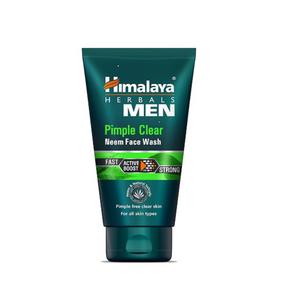 Himalaya
HERBALS
MEN
Pimple Clear
Neem Face Wash
FAST
ACTIVE
BOOST
STRONG
Pimple free clear skin
For all skin types